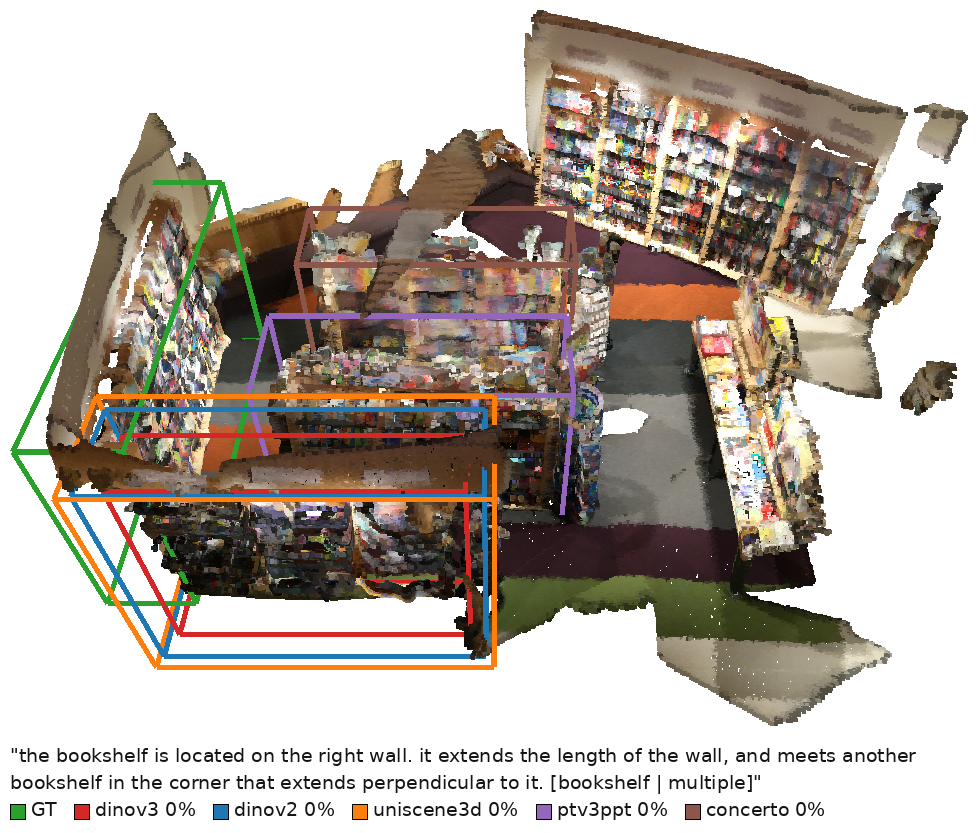 "the bookshelf is located on the right wall. it extends the length of the wall, and meets another
bookshelf in the corner that extends perpendicular to it. [bookshelf | multiple]"
GT dinov3 0% dinov2 0% uniscene3d 0% ptv3ppt 0% concerto 0%